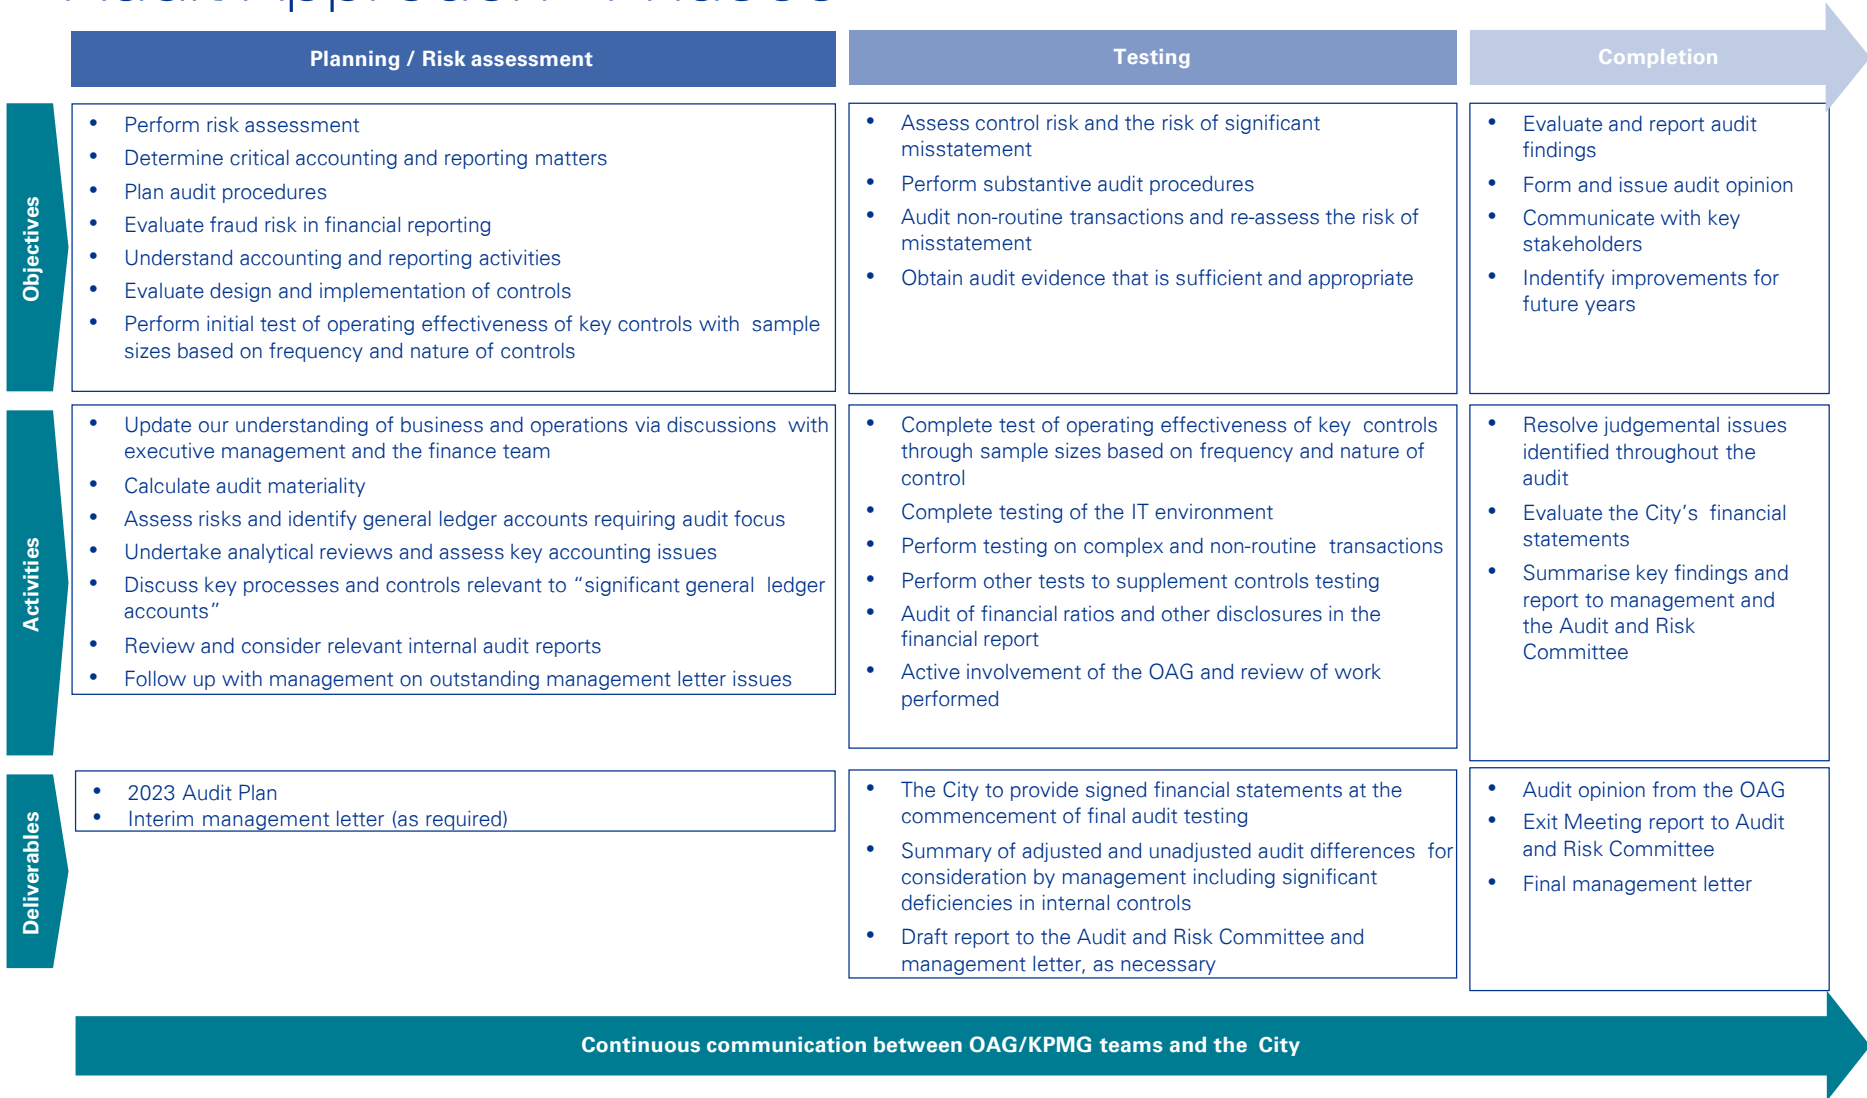 Planning / Risk assessment
Testing
Completion
Objectives
• Perform risk assessment
• Determine critical accounting and reporting matters
• Plan audit procedures
• Evaluate fraud risk in financial reporting
• Understand accounting and reporting activities
• Evaluate design and implementation of controls
• Perform initial test of operating effectiveness of key controls with sample
sizes based on frequency and nature of controls
• Assess control risk and the risk of significant
misstatement
• Perform substantive audit procedures
• Audit non-routine transactions and re-assess the risk of
misstatement
• Obtain audit evidence that is sufficient and appropriate
• Evaluate and report audit
findings
• Form and issue audit opinion
• Communicate with key
stakeholders
• Indentify improvements for
future years
Activities
• Update our understanding of business and operations via discussions with
executive management and the finance team
• Calculate audit materiality
• Assess risks and identify general ledger accounts requiring audit focus
• Undertake analytical reviews and assess key accounting issues
• Discuss key processes and controls relevant to “significant general ledger
accounts”
• Review and consider relevant internal audit reports
• Follow up with management on outstanding management letter issues
• Complete test of operating effectiveness of key controls
through sample sizes based on frequency and nature of
control
• Complete testing of the IT environment
• Perform testing on complex and non-routine transactions
• Perform other tests to supplement controls testing
• Audit of financial ratios and other disclosures in the
financial report
• Active involvement of the OAG and review of work
performed
• Resolve judgemental issues
identified throughout the
audit
• Evaluate the City’s financial
statements
• Summarise key findings and
report to management and
the Audit and Risk
Committee
Deliverables
• 2023 Audit Plan
• Interim management letter (as required)
• The City to provide signed financial statements at the
commencement of final audit testing
• Summary of adjusted and unadjusted audit differences for
consideration by management including significant
deficiencies in internal controls
• Draft report to the Audit and Risk Committee and
management letter, as necessary
• Audit opinion from the OAG
• Exit Meeting report to Audit
and Risk Committee
• Final management letter
Continuous communication between OAG/KPMG teams and the City